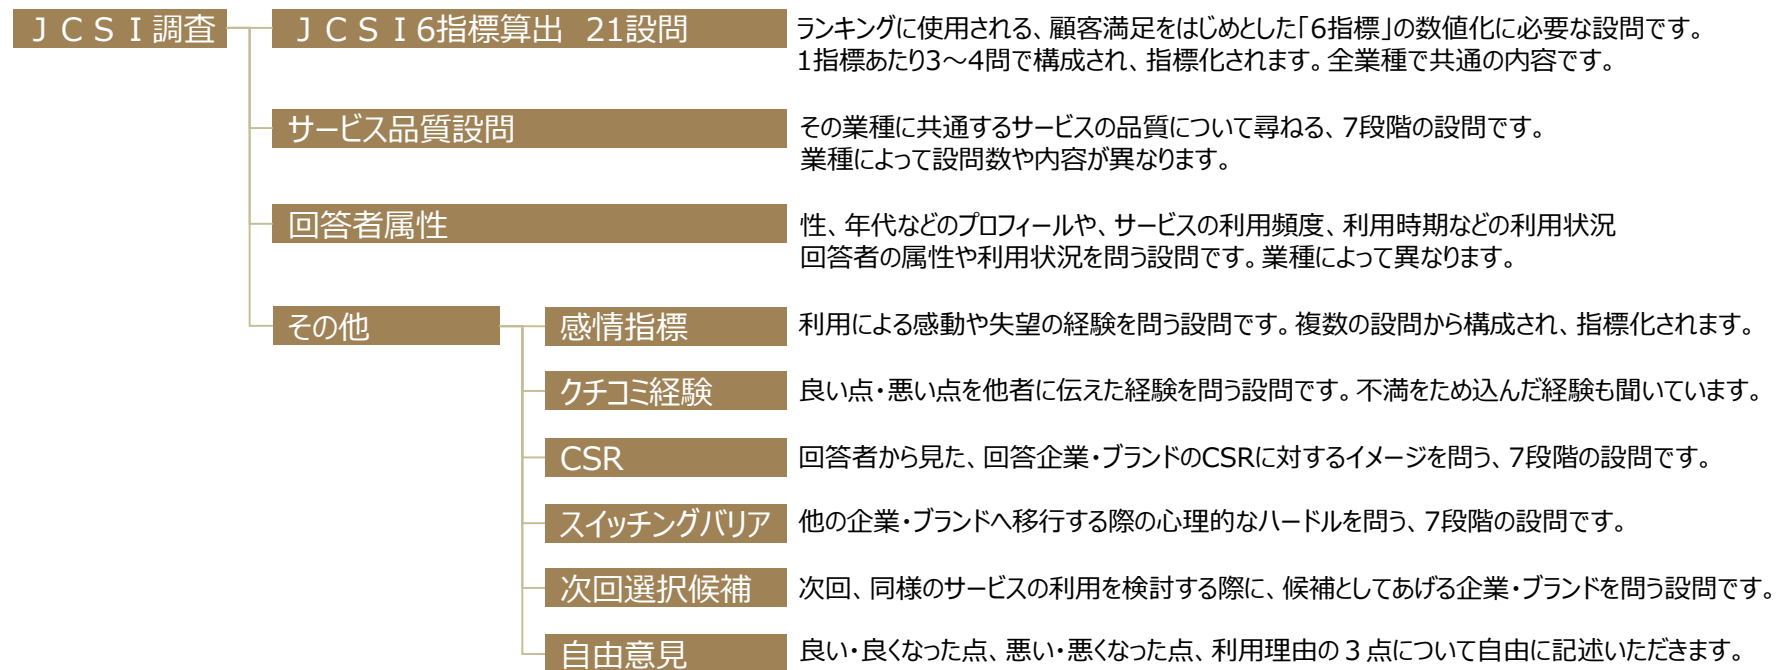 ＪＣＳＩ調査
ＪＣＳＩ6指標算出　21設問
ランキングに使用される、顧客満足をはじめとした「6指標」の数値化に必要な設問です。
1指標あたり3～4問で構成され、指標化されます。全業種で共通の内容です。
サービス品質設問
その業種に共通するサービスの品質について尋ねる、7段階の設問です。
業種によって設問数や内容が異なります。
回答者属性
性、年代などのプロフィールや、サービスの利用頻度、利用時期などの利用状況
回答者の属性や利用状況を問う設問です。業種によって異なります。
その他
感情指標
利用による感動や失望の経験を問う設問です。複数の設問から構成され、指標化されます。
クチコミ経験
良い点・悪い点を他者に伝えた経験を問う設問です。不満をため込んだ経験も聞いています。
CSR
回答者から見た、回答企業・ブランドのCSRに対するイメージを問う、7段階の設問です。
スイッチングバリア
他の企業・ブランドへ移行する際の心理的なハードルを問う、7段階の設問です。
次回選択候補
次回、同様のサービスの利用を検討する際に、候補としてあげる企業・ブランドを問う設問です。
自由意見
良い・良くなった点、悪い・悪くなった点、利用理由の３点について自由に記述いただきます。